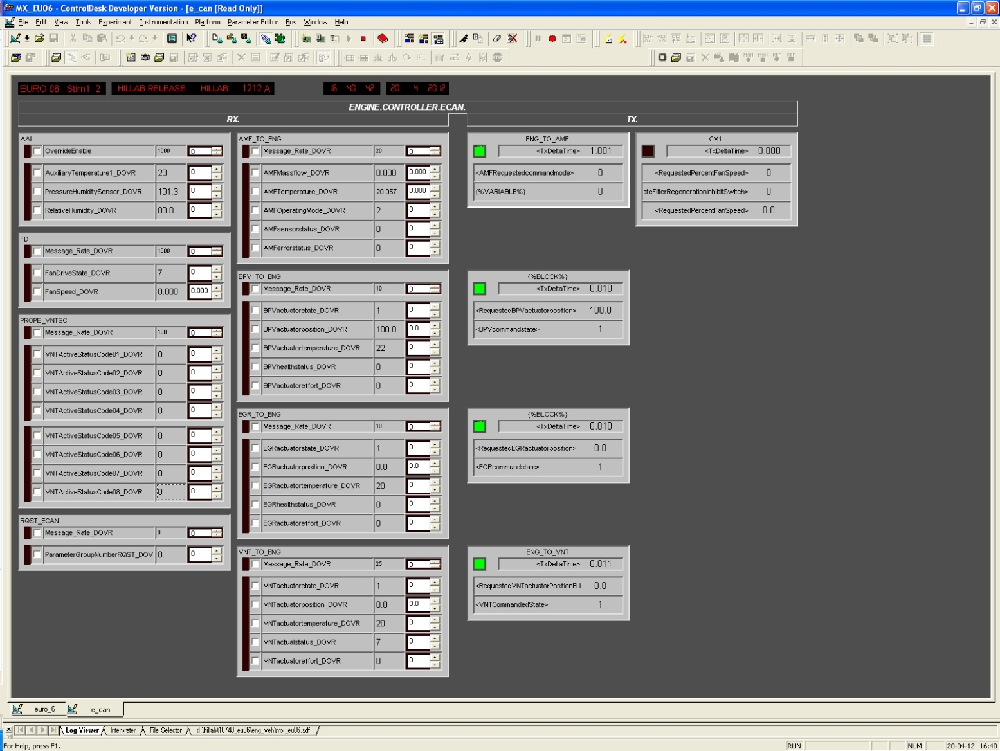 MX_EU06 - ControlDesk Developer Version - [e_can [Read Only]]
File Edit View Tools Experiment Instrumentation Platform Parameter Editor Bus Window Help
EURO 06 Stim1 2 HILLAB RELEASE HILLAB 1212 A 16 40 42 20 4 2012
ENGINE.CONTROLLER.ECAN.
RX. TX.
AAI
OverrideEnable 1000 0
AuxiliaryTemperature1_DOVR 20 0
PressureHumiditySensor_DOVR 101.3 0
RelativeHumidity_DOVR 80.0 0
FD
Message_Rate_DOVR 1000 0
FanDriveState_DOVR 7 0
FanSpeed_DOVR 0.000 0.000
PROPB_VNTSC
Message_Rate_DOVR 100 0
VNTActiveStatusCode01_DOVR 0 0
VNTActiveStatusCode02_DOVR 0 0
VNTActiveStatusCode03_DOVR 0 0
VNTActiveStatusCode04_DOVR 0 0
VNTActiveStatusCode05_DOVR 0 0
VNTActiveStatusCode06_DOVR 0 0
VNTActiveStatusCode07_DOVR 0 0
VNTActiveStatusCode08_DOVR 0 0
RQST_ECAN
Message_Rate_DOVR 0 0
ParameterGroupNumberRQST_DOV 0 0
AMF_TO_ENG
Message_Rate_DOVR 20 0
AMFMassflow_DOVR 0.000 0.000
AMFTemperature_DOVR 20.057 0.000
AMFOperatingMode_DOVR 2 0
AMFsensorstatus_DOVR 0 0
AMFerrorstatus_DOVR 0 0
BPV_TO_ENG
Message_Rate_DOVR 10 0
BPVactuatorstate_DOVR 1 0
BPVactuatorposition_DOVR 100.0 0.0
BPVactuatortemperature_DOVR 22 0
BPVhealthstatus_DOVR 0 0
BPVactuatoreffort_DOVR 0 0
EGR_TO_ENG
Message_Rate_DOVR 10 0
EGRactuatorstate_DOVR 1 0
EGRactuatorposition_DOVR 0.0 0.0
EGRactuatortemperature_DOVR 20 0
EGRhealthstatus_DOVR 0 0
EGRactuatoreffort_DOVR 0 0
VNT_TO_ENG
Message_Rate_DOVR 25 0
VNTactuatorstate_DOVR 1 0
VNTactuatorposition_DOVR 0.0 0.0
VNTactuatortemperature_DOVR 20 0
VNTactualstatus_DOVR 7 0
VNTactuatoreffort_DOVR 0 0
ENG_TO_AMF
<TxDeltaTime> 1.001
<AMFRequestedcommandmode> 0
{%VARIABLE%} 0
CM1
<TxDeltaTime> 0.000
<RequestedPercentFanSpeed> 0
ateFilterRegenerationInhibitSwitch> 0
<RequestedPercentFanSpeed> 0.0
{%BLOCK%}
<TxDeltaTime> 0.010
<RequestedBPVactuatorposition> 100.0
<BPVcommandstate> 1
{%BLOCK%}
<TxDeltaTime> 0.010
<RequestedEGRactuatorposition> 0.0
<EGRcommandstate> 1
ENG_TO_VNT
<TxDeltaTime> 0.011
<RequestedVNTactuatorPositionEU 0.0
<VNTCommandedState> 1
euro_6 e_can
Log Viewer Interpreter File Selector d:\hillab\10740_eu06\eng_veh\mx_eu06.sdf
For Help, press F1. RUN NUM 20-04-12 16:40